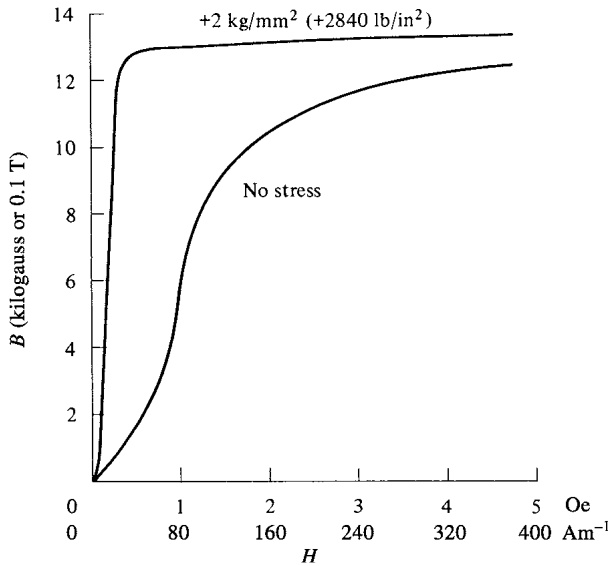 +2 kg/mm² (+2840 lb/in²)
14
12
10
8
6
4
2
B (kilogauss or 0.1 T)
No stress
0 1 2 3 4 5 Oe
0 80 160 240 320 400 Am⁻¹
H